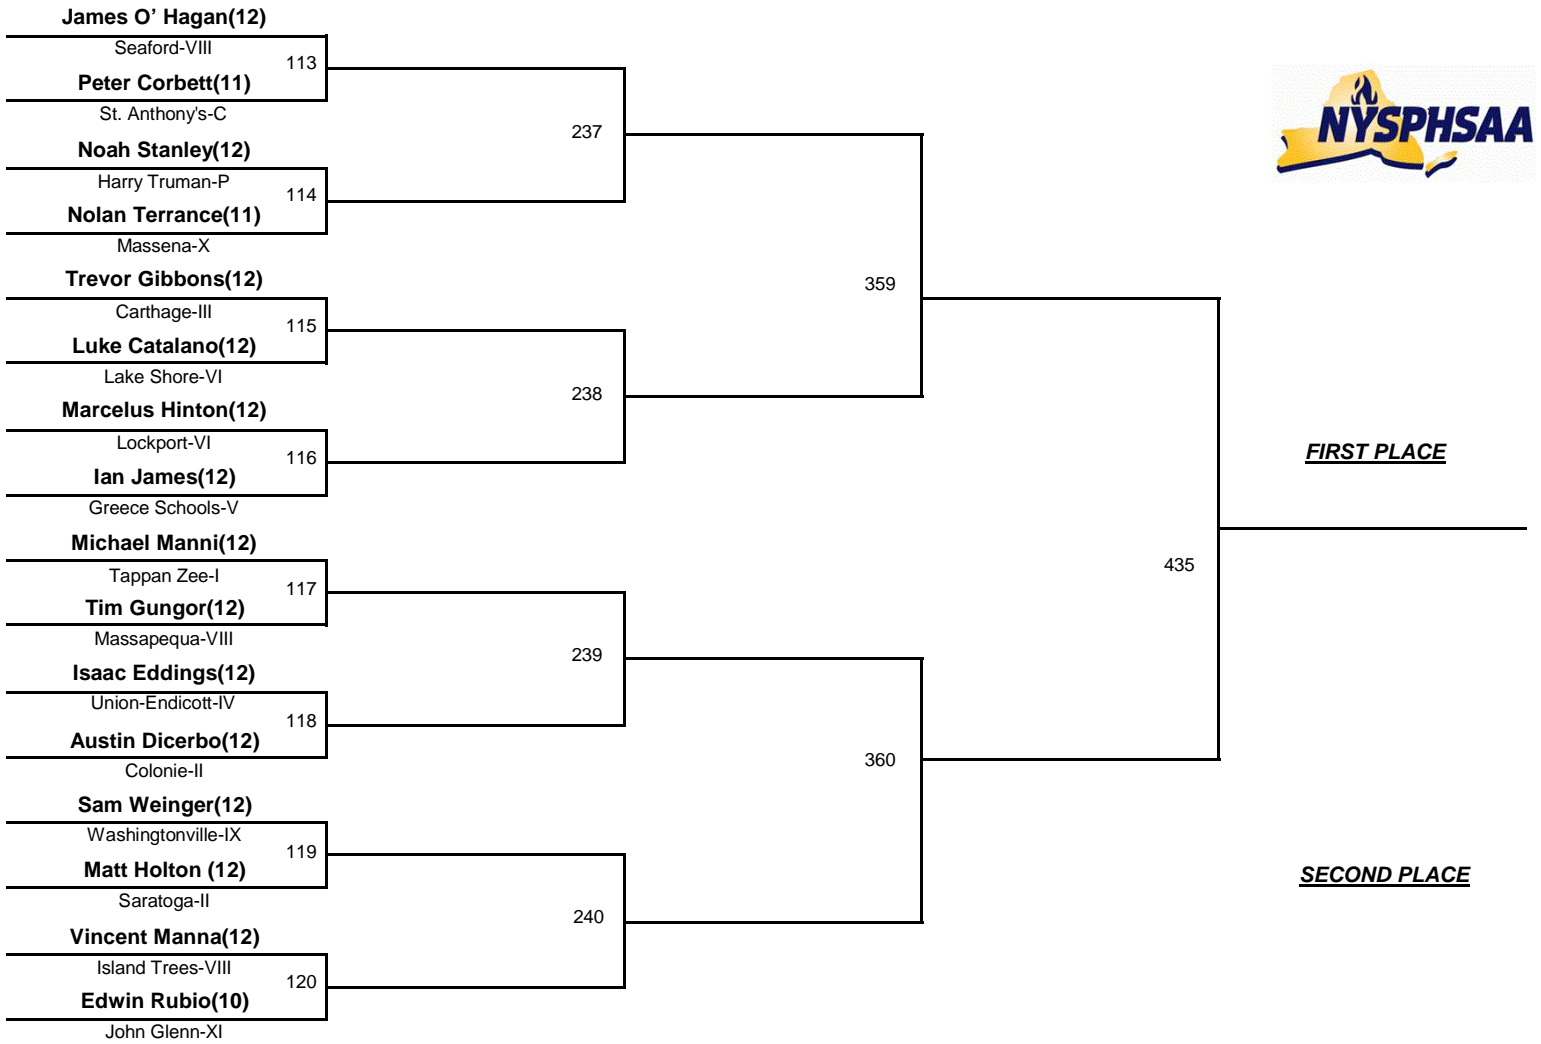 James O’ Hagan(12)
Seaford-VIII
113
Peter Corbett(11)
St. Anthony's-C
237
Noah Stanley(12)
Harry Truman-P
114
Nolan Terrance(11)
Massena-X
Trevor Gibbons(12)
359
Carthage-III
115
Luke Catalano(12)
Lake Shore-VI
238
Marcelus Hinton(12)
Lockport-VI
116
Ian James(12)
Greece Schools-V
Michael Manni(12)
Tappan Zee-I
117
Tim Gungor(12)
Massapequa-VIII
239
Isaac Eddings(12)
Union-Endicott-IV
118
Austin Dicerbo(12)
Colonie-II
360
Sam Weinger(12)
Washingtonville-IX
119
Matt Holton (12)
Saratoga-II
240
Vincent Manna(12)
Island Trees-VIII
120
Edwin Rubio(10)
John Glenn-XI
435
NYSPHSAA
FIRST PLACE
SECOND PLACE